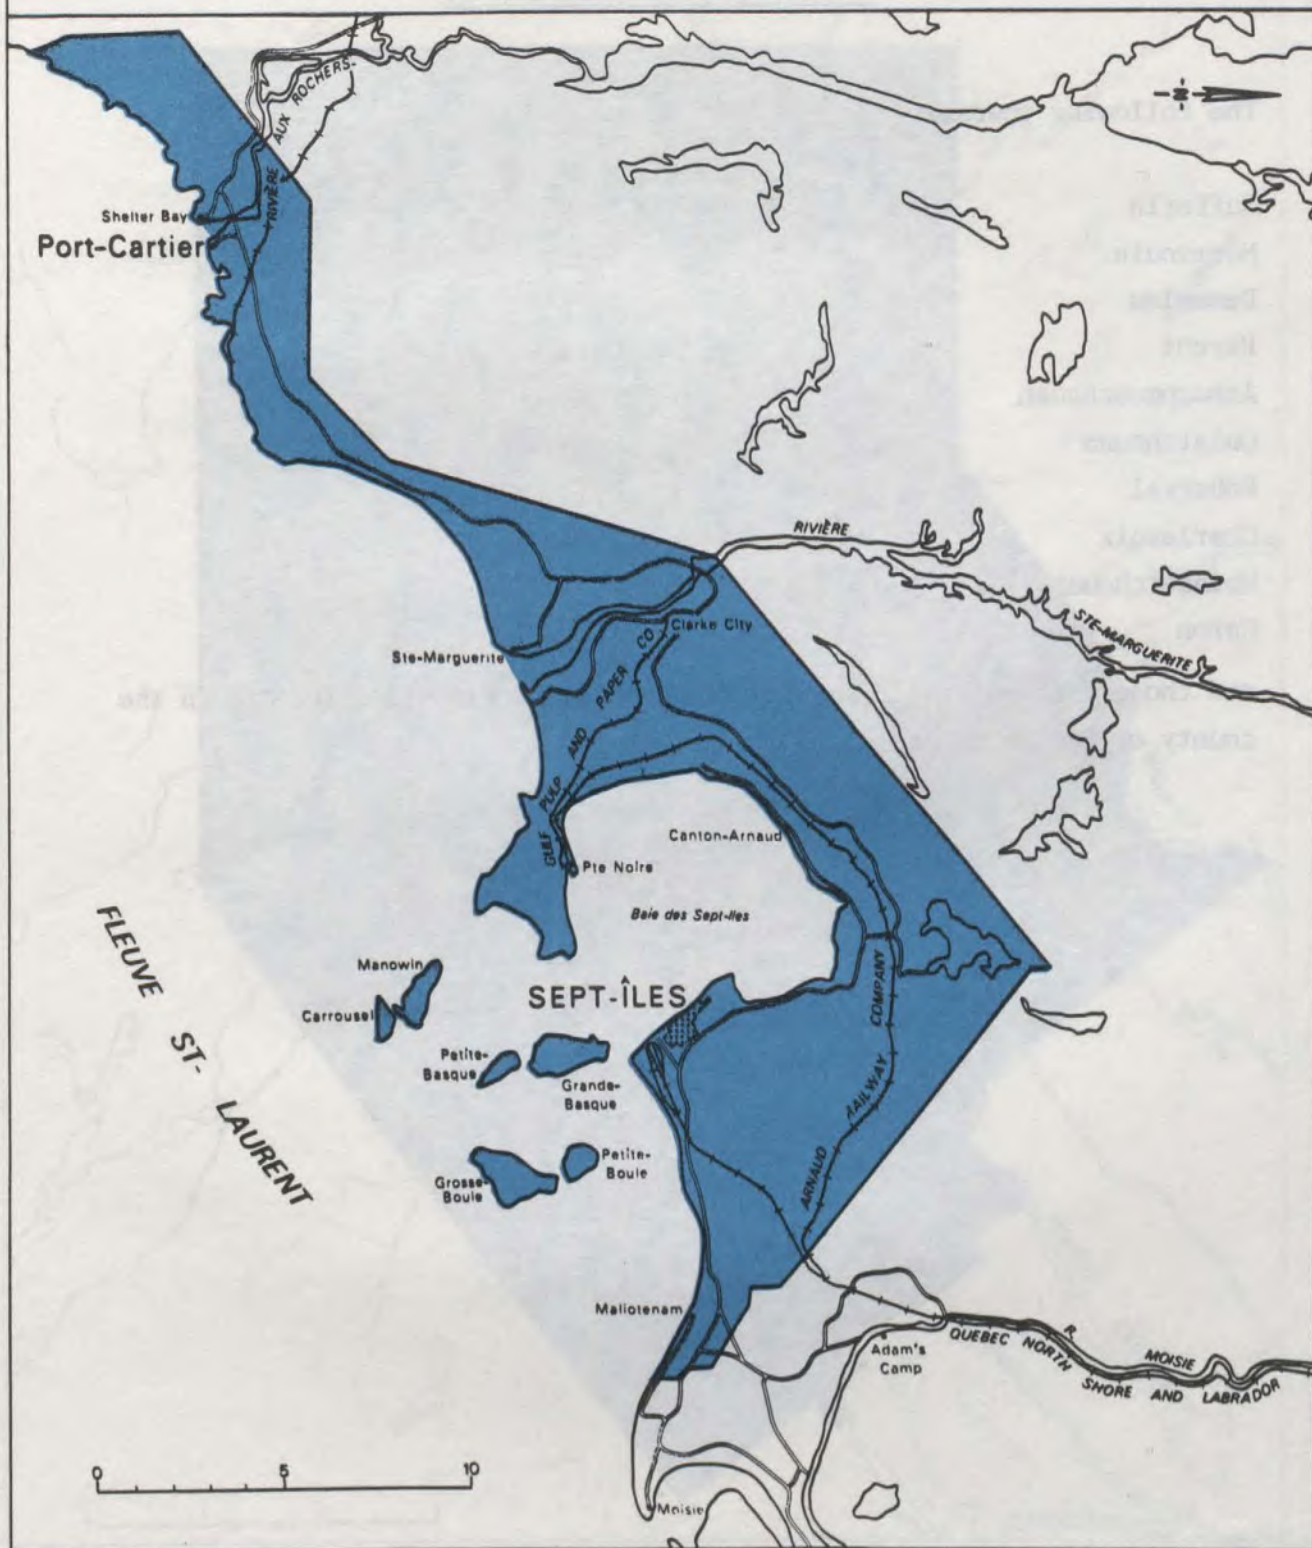 N
RIVIÈRE AUX ROCHERS
Shelter Bay
Port-Cartier
RIVIÈRE
STE-MARGUERITE
Clarke City
Ste-Marguerite
GULF PULP AND PAPER CO
Canton-Arnaud
Pte Noire
Baie des Sept-Iles
FLEUVE
ST-
LAURENT
Manowin
Carrousel
SEPT-ÎLES
Petite-
Basque
Grande-
Basque
Petite-
Boule
Grosse-
Boule
ARNAUD RAILWAY COMPANY
Maliotenam
Adam's
Camp
R. MOISIE
QUEBEC NORTH SHORE AND LABRADOR
Moisie
0 5 10